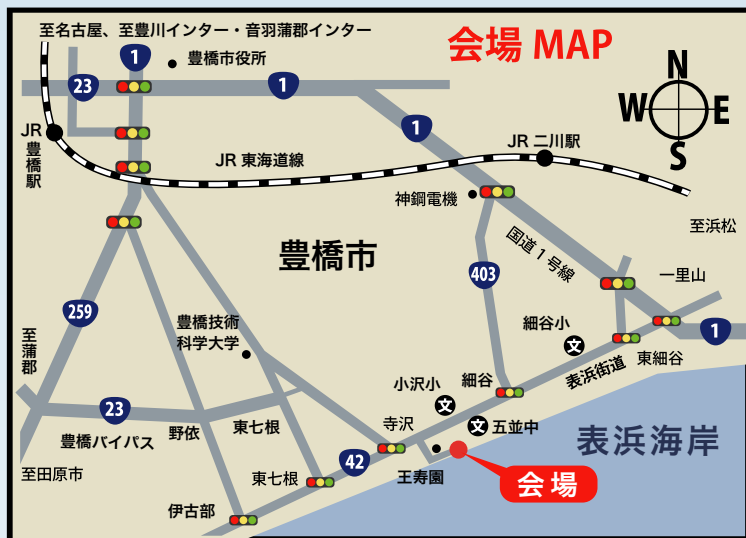 至名古屋、至豊川インター・音羽蒲郡インター
会場 MAP
1
豊橋市役所
23
1
N
W
E
S
1
JR
豊橋駅
JR 二川駅
JR 東海道線
神鋼電機
至浜松
豊橋市
国道1号線
403
一里山
259
豊橋技術
科学大学
細谷小
文
1
至蒲郡
東細谷
表浜街道
小沢小
細谷
文
23
野依
東七根
寺沢
文
五並中
表浜海岸
豊橋バイパス
42
至田原市
東七根
王寿園
会場
伊古部